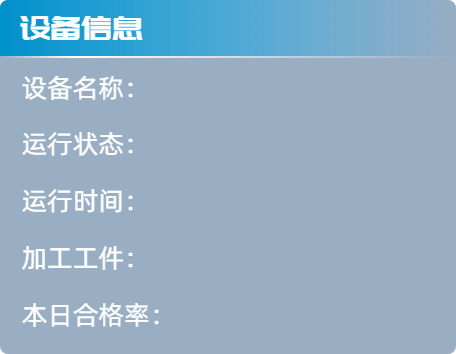 设备信息
设备名称：
运行状态：
运行时间：
加工工件：
本日合格率：